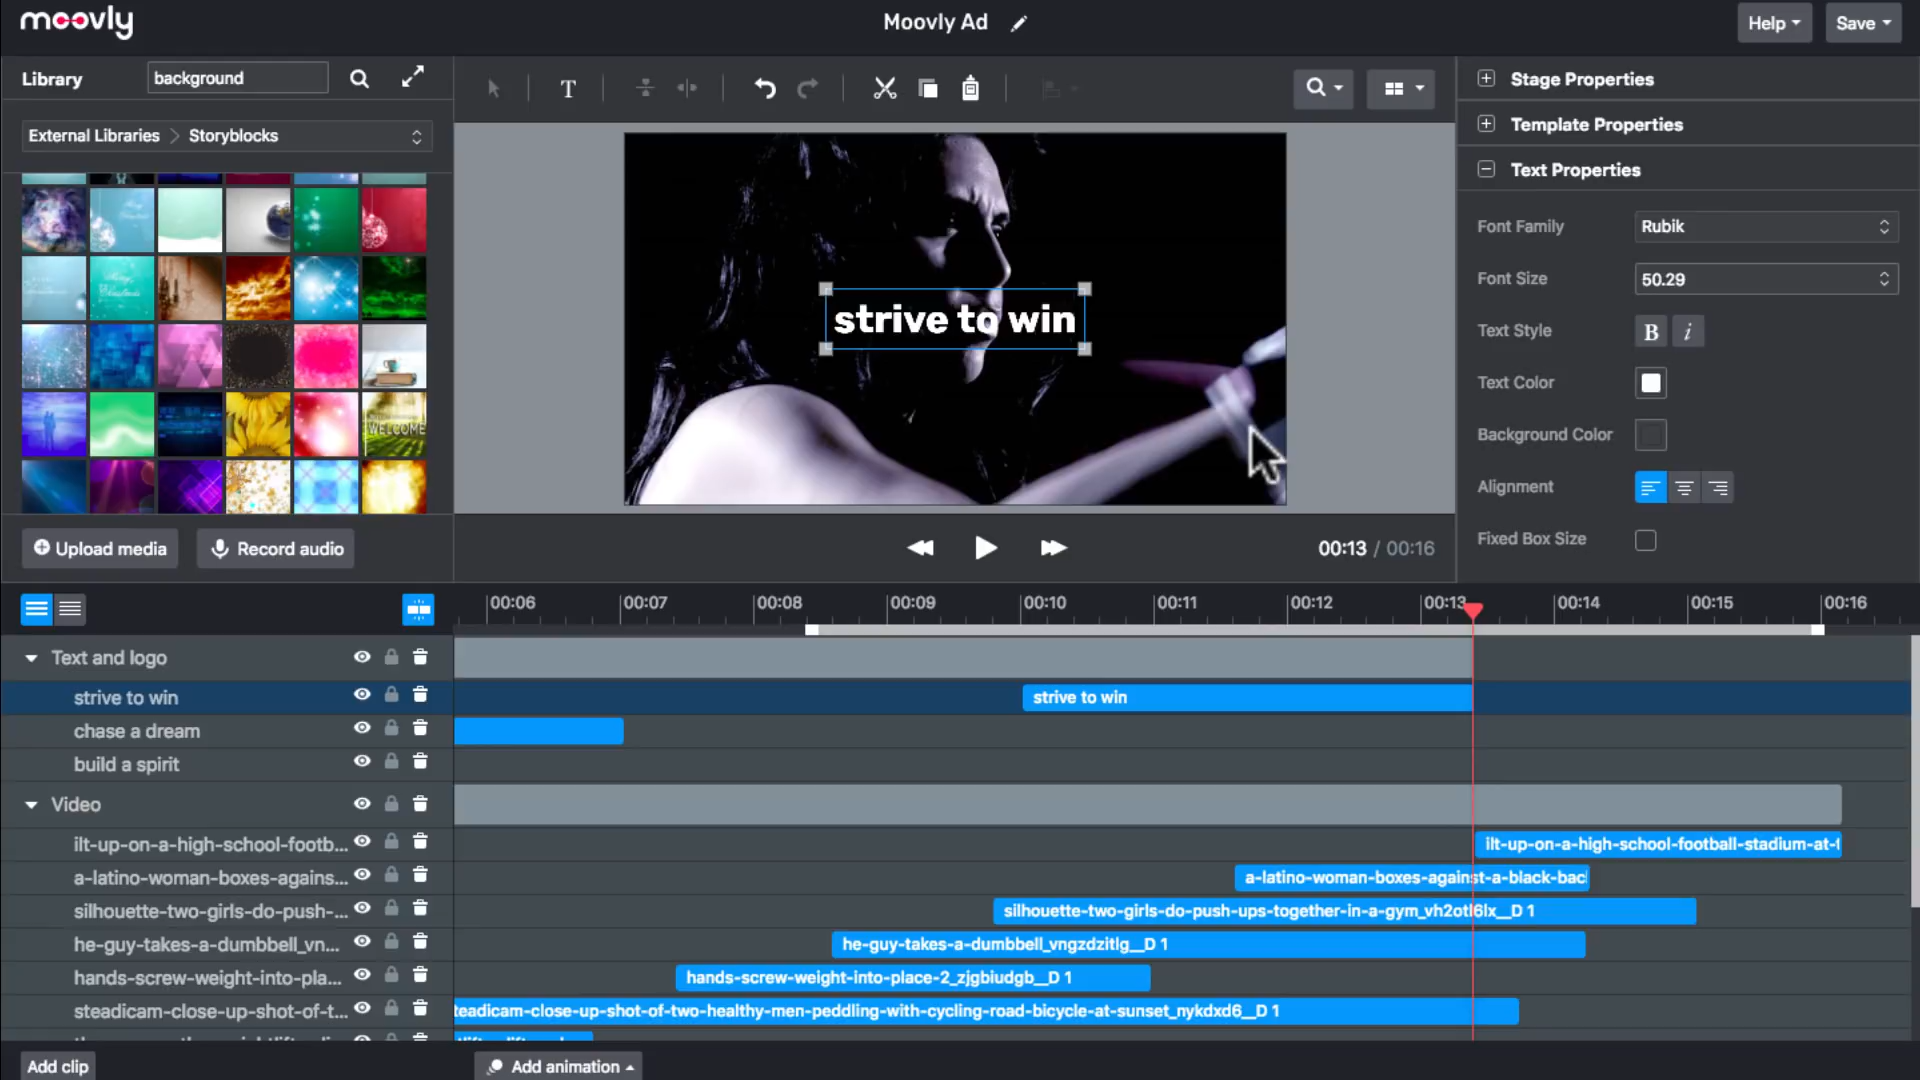 moovly
Moovly Ad
Help
Save
Library
background
External Libraries
Storyblocks
WELCOME
Upload media
Record audio
T
strive to win
00:13 / 00:16
Stage Properties
Template Properties
Text Properties
Font Family
Rubik
Font Size
50.29
Text Style
B
i
Text Color
Background Color
Alignment
Fixed Box Size
00:06
00:07
00:08
00:09
00:10
00:11
00:12
00:13
00:14
00:15
00:16
Text and logo
strive to win
strive to win
chase a dream
build a spirit
Video
ilt-up-on-a-high-school-footb...
ilt-up-on-a-high-school-football-stadium-at-t
a-latino-woman-boxes-agains...
a-latino-woman-boxes-against-a-black-bac
silhouette-two-girls-do-push-...
silhouette-two-girls-do-push-ups-together-in-a-gym_vh2otl6lx__D 1
he-guy-takes-a-dumbbell_vn...
he-guy-takes-a-dumbbell_vngzdzitlg__D 1
hands-screw-weight-into-pla...
hands-screw-weight-into-place-2_zjgbiudgb__D 1
steadicam-close-up-shot-of-t...
teadicam-close-up-shot-of-two-healthy-men-peddling-with-cycling-road-bicycle-at-sunset_nykdxd6__D 1
Add clip
Add animation